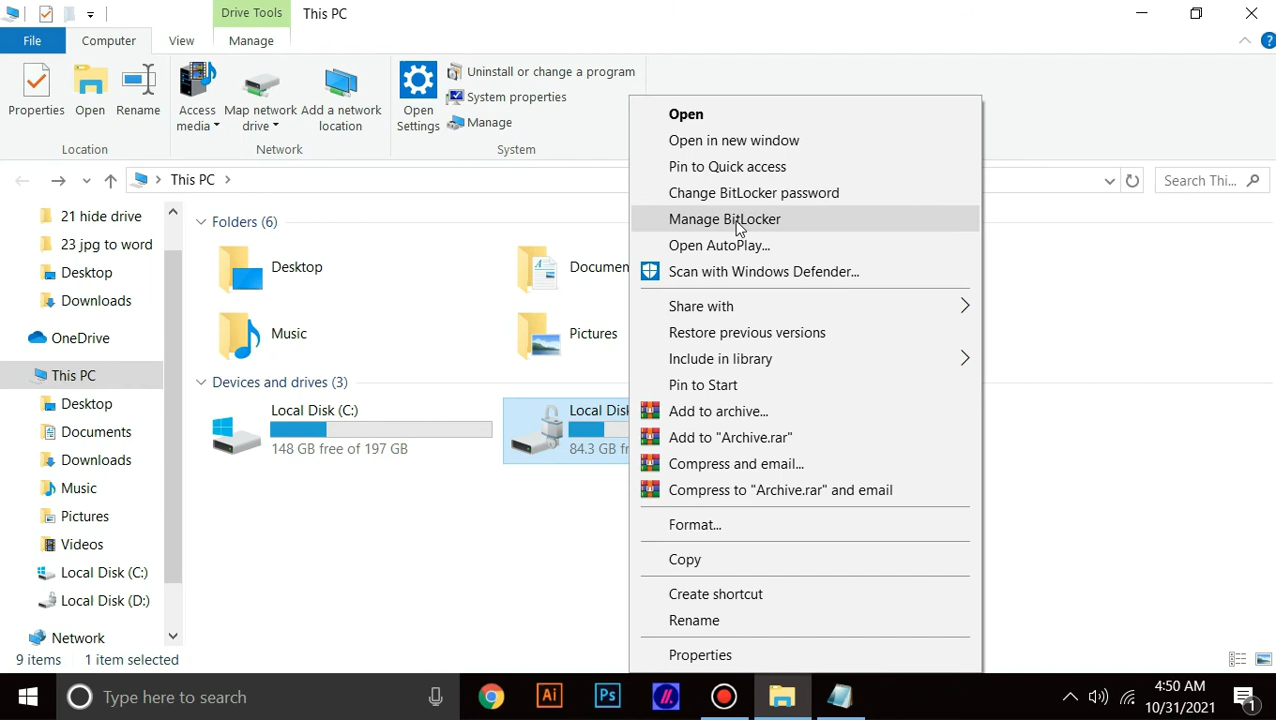 Drive Tools
This PC
File
Computer
View
Manage
Properties
Open
Rename
Access media
Map network drive
Add a network location
Open Settings
Uninstall or change a program
System properties
Manage
Location
Network
System
This PC
Search Thi...
21 hide drive
23 jpg to word
Desktop
Downloads
OneDrive
This PC
Desktop
Documents
Downloads
Music
Pictures
Videos
Local Disk (C:)
Local Disk (D:)
Network
Folders (6)
Desktop
Documen
Music
Pictures
Devices and drives (3)
Local Disk (C:)
148 GB free of 197 GB
Local Disk
84.3 GB fr
Open
Open in new window
Pin to Quick access
Change BitLocker password
Manage BitLocker
Open AutoPlay...
Scan with Windows Defender...
Share with
Restore previous versions
Include in library
Pin to Start
Add to archive...
Add to "Archive.rar"
Compress and email...
Compress to "Archive.rar" and email
Format...
Copy
Create shortcut
Rename
Properties
9 items
1 item selected
Type here to search
Ai
Ps
4:50 AM
10/31/2021
1